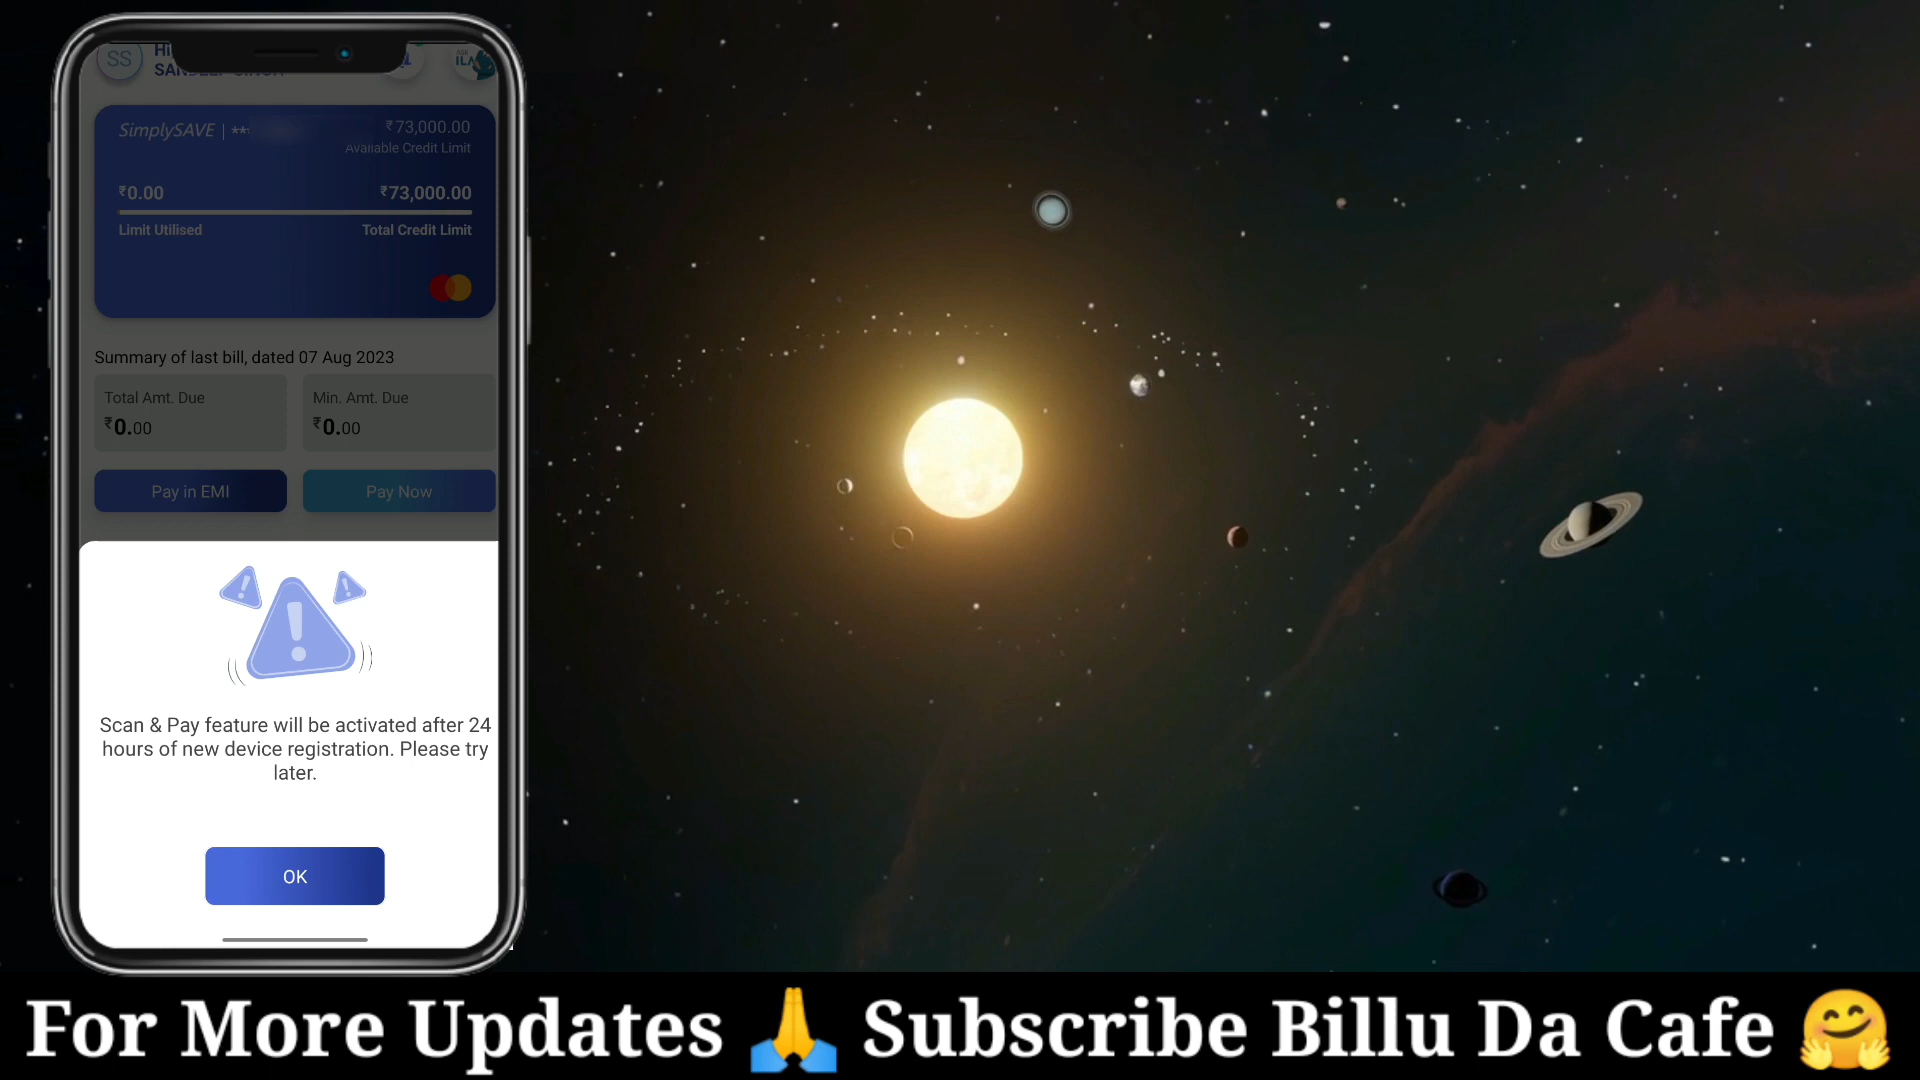 SS
SimplySAVE | **
₹73,000.00
Available Credit Limit
₹0.00
₹73,000.00
Limit Utilised
Total Credit Limit
Summary of last bill, dated 07 Aug 2023
Total Amt. Due
Min. Amt. Due
₹0.00
₹0.00
Pay in EMI
Pay Now
Scan & Pay feature will be activated after 24
hours of new device registration. Please try
later.
OK
For More Updates 🙏 Subscribe Billu Da Cafe 🤗